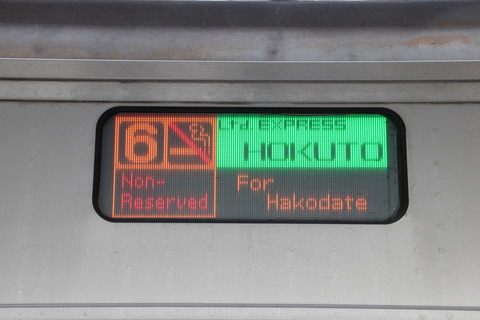 6
Ltd. EXPRESS
HOKUTO
Non-
Reserved
For
Hakodate